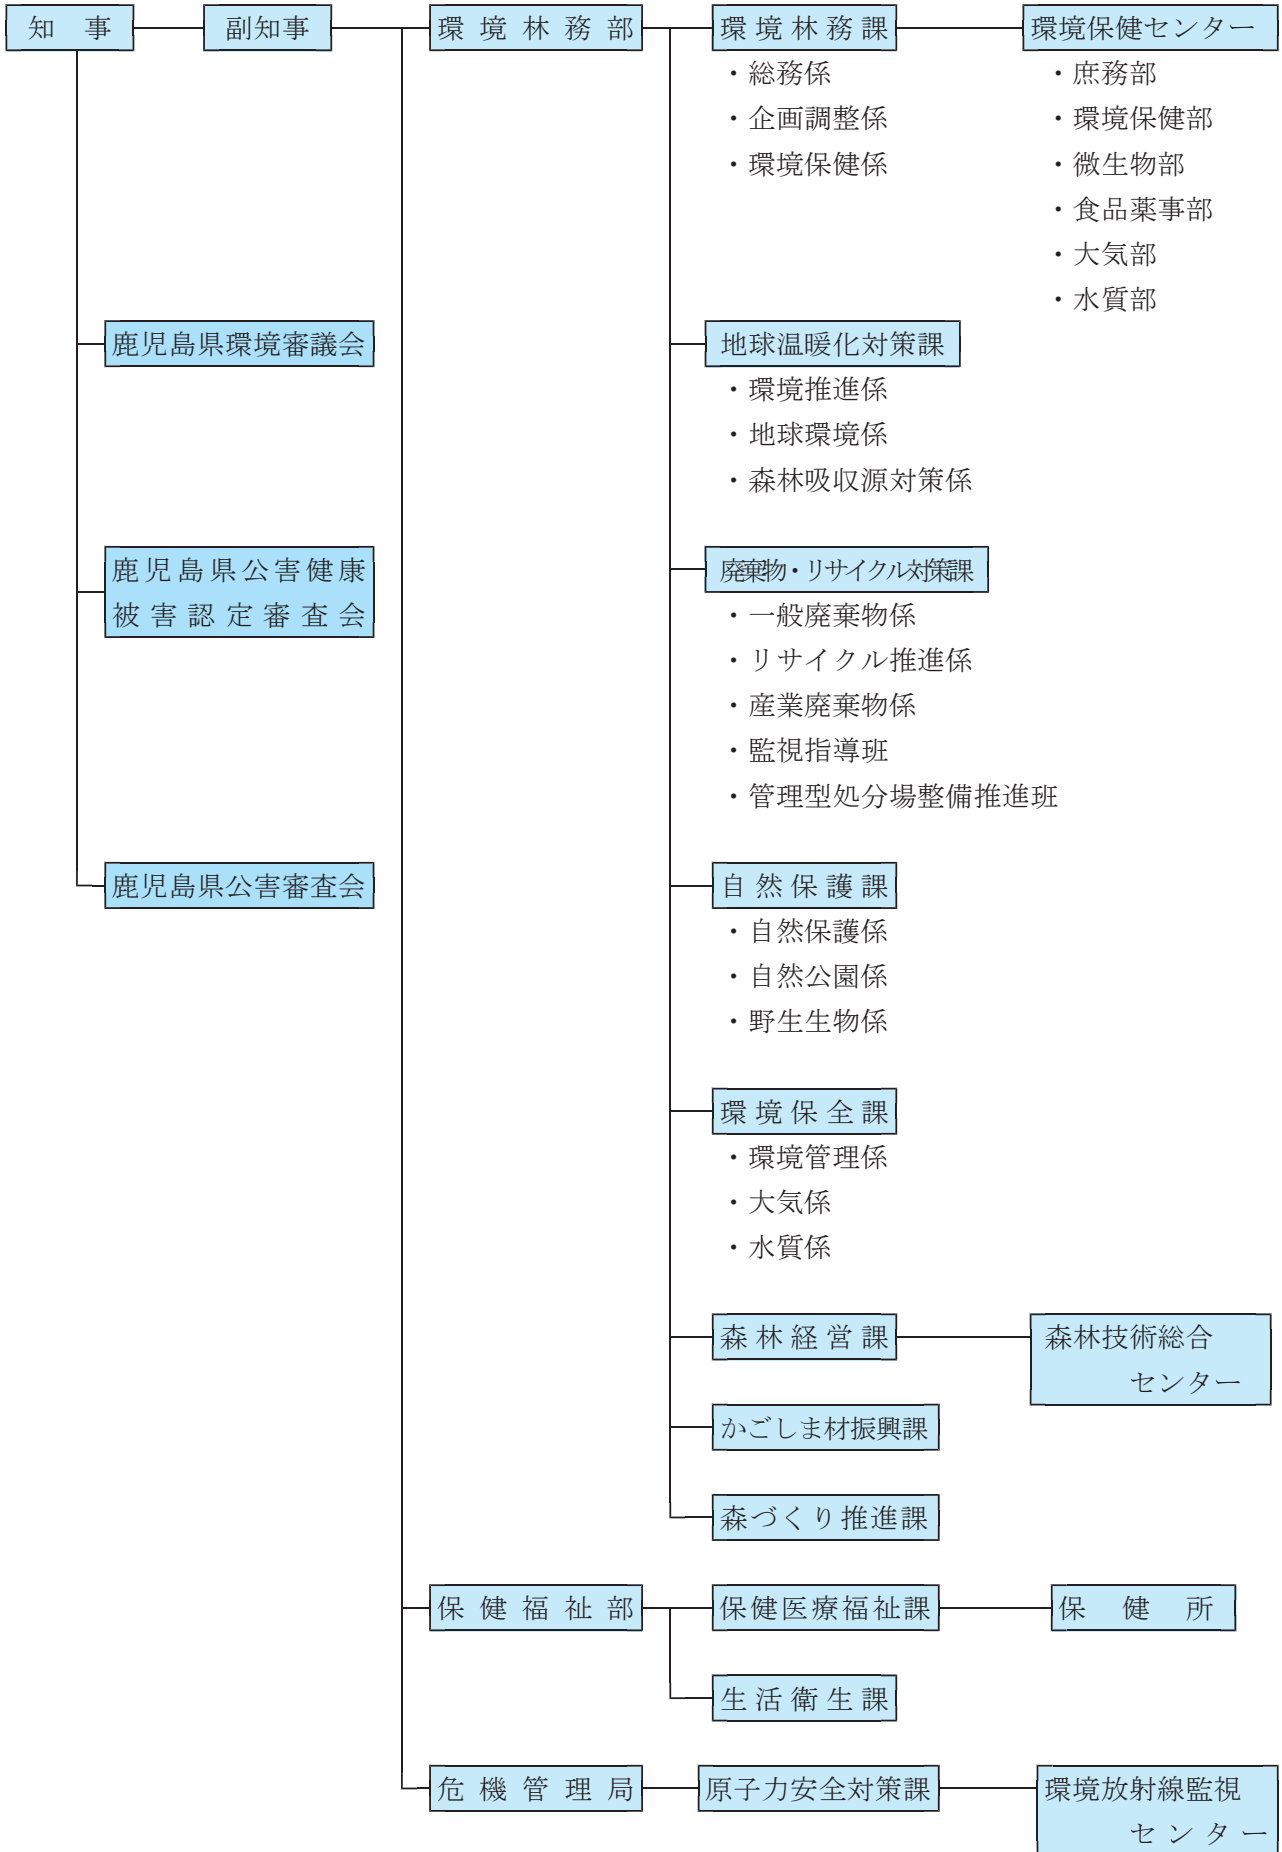 知事
副知事
環境林務部
環境林務課
環境保健センター
・総務係
・企画調整係
・環境保健係
・庶務部
・環境保健部
・微生物部
・食品薬事部
・大気部
・水質部
鹿児島県環境審議会
鹿児島県公害健康
被害認定審査会
鹿児島県公害審査会
地球温暖化対策課
・環境推進係
・地球環境係
・森林吸収源対策係
廃棄物・リサイクル対策課
・一般廃棄物係
・リサイクル推進係
・産業廃棄物係
・監視指導班
・管理型処分場整備推進班
自然保護課
・自然保護係
・自然公園係
・野生生物係
環境保全課
・環境管理係
・大気係
・水質係
森林経営課
森林技術総合
センター
かごしま材振興課
森づくり推進課
保健福祉部
保健医療福祉課
保健所
生活衛生課
危機管理局
原子力安全対策課
環境放射線監視
センター